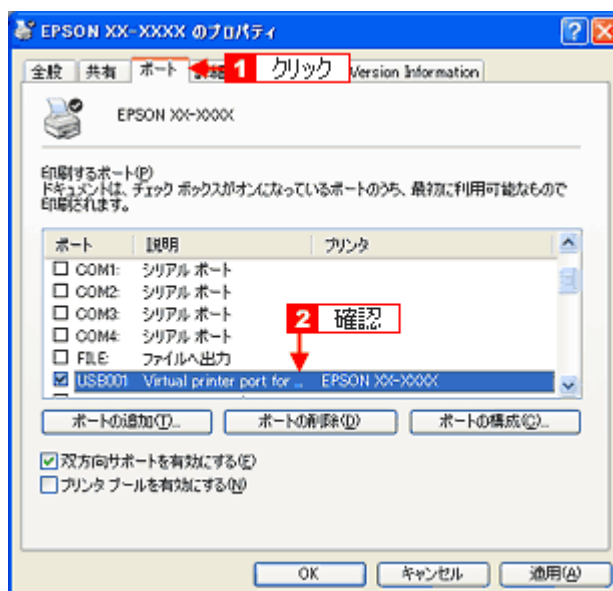 EPSON XX-XXXX のプロパティ
全般 共有 ポート 1 クリック Version Information
EPSON XX-XXXX
印刷するポート(P)
ドキュメントは、チェック ボックスがオンになっているポートのうち、最初に利用可能なもので
印刷されます。
ポート 説明 プリンタ
COM1: シリアル ポート
COM2: シリアル ポート
COM3: シリアル ポート
COM4: シリアル ポート
2 確認
FILE: ファイルへ出力
USB001 Virtual printer port for ... EPSON XX-XXXX
ポートの追加(T)... ポートの削除(D) ポートの構成(C)...
双方向サポートを有効にする(E)
プリンタ プールを有効にする(N)
OK キャンセル 適用(A)